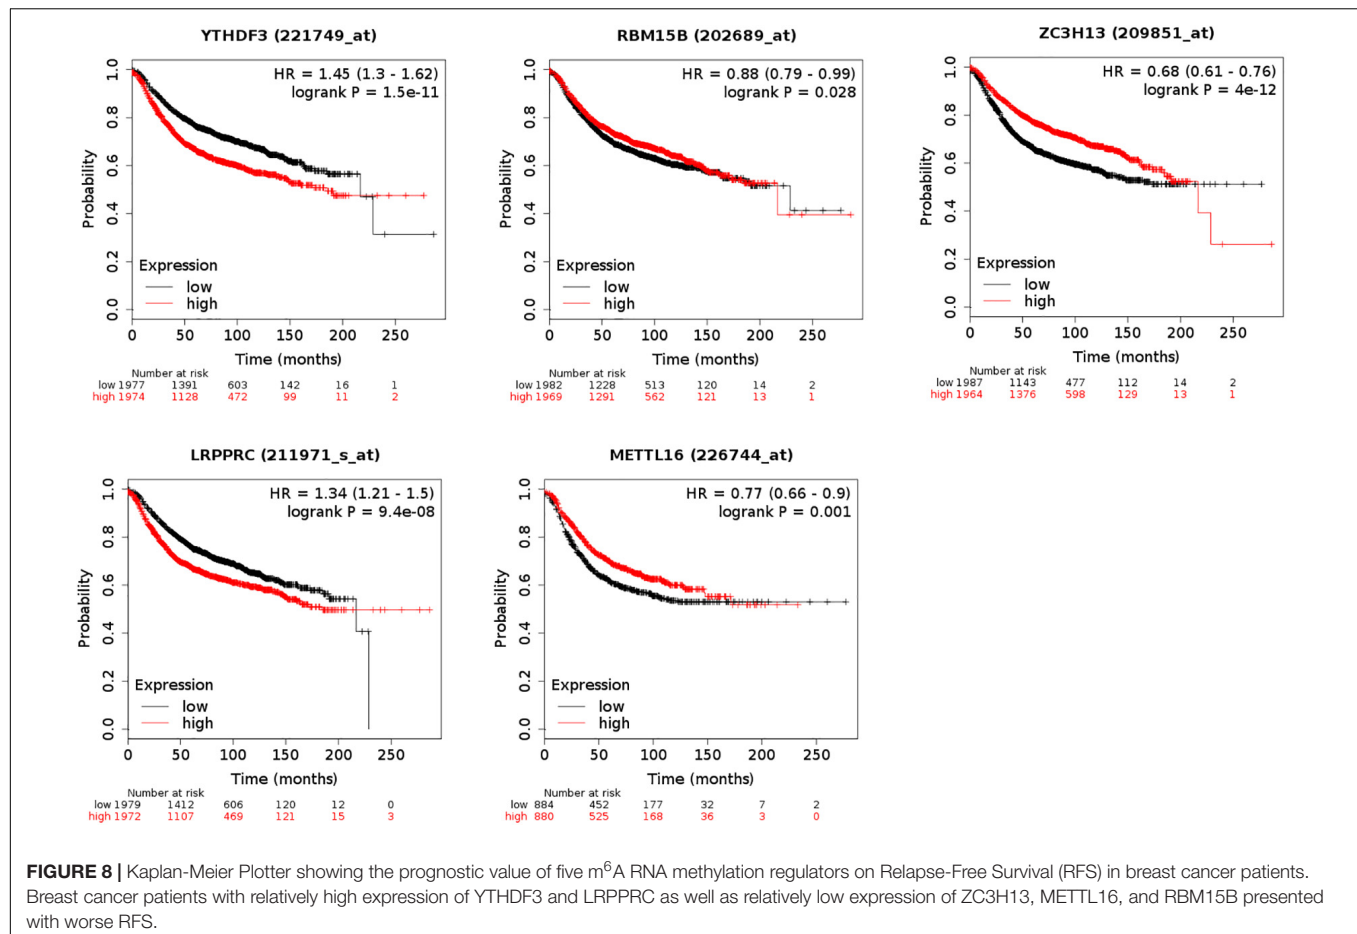 YTHDF3 (221749_at)
HR = 1.45 (1.3 - 1.62)
logrank P = 1.5e-11
Probability
1.0
0.8
0.6
0.4
0.2
0.0
Expression
low
high
0 50 100 150 200 250
Time (months)
Number at risk
low 1977 1391 603 142 16 1
high 1974 1128 472 99 11 2
RBM15B (202689_at)
HR = 0.88 (0.79 - 0.99)
logrank P = 0.028
Probability
1.0
0.8
0.6
0.4
0.2
0.0
Expression
low
high
0 50 100 150 200 250
Time (months)
Number at risk
low 1982 1228 513 120 14 2
high 1969 1291 562 121 13 1
ZC3H13 (209851_at)
HR = 0.68 (0.61 - 0.76)
logrank P = 4e-12
Probability
1.0
0.8
0.6
0.4
0.2
0.0
Expression
low
high
0 50 100 150 200 250
Time (months)
Number at risk
low 1987 1143 477 112 14 2
high 1964 1376 598 129 13 1
LRPPRC (211971_s_at)
HR = 1.34 (1.21 - 1.5)
logrank P = 9.4e-08
Probability
1.0
0.8
0.6
0.4
0.2
0.0
Expression
low
high
0 50 100 150 200 250
Time (months)
Number at risk
low 1979 1412 606 120 12 0
high 1972 1107 469 121 15 3
METTL16 (226744_at)
HR = 0.77 (0.66 - 0.9)
logrank P = 0.001
Probability
1.0
0.8
0.6
0.4
0.2
0.0
Expression
low
high
0 50 100 150 200 250
Time (months)
Number at risk
low 884 452 177 32 7 2
high 880 525 168 36 3 0
FIGURE 8 | Kaplan-Meier Plotter showing the prognostic value of five m⁶A RNA methylation regulators on Relapse-Free Survival (RFS) in breast cancer patients.
Breast cancer patients with relatively high expression of YTHDF3 and LRPPRC as well as relatively low expression of ZC3H13, METTL16, and RBM15B presented
with worse RFS.